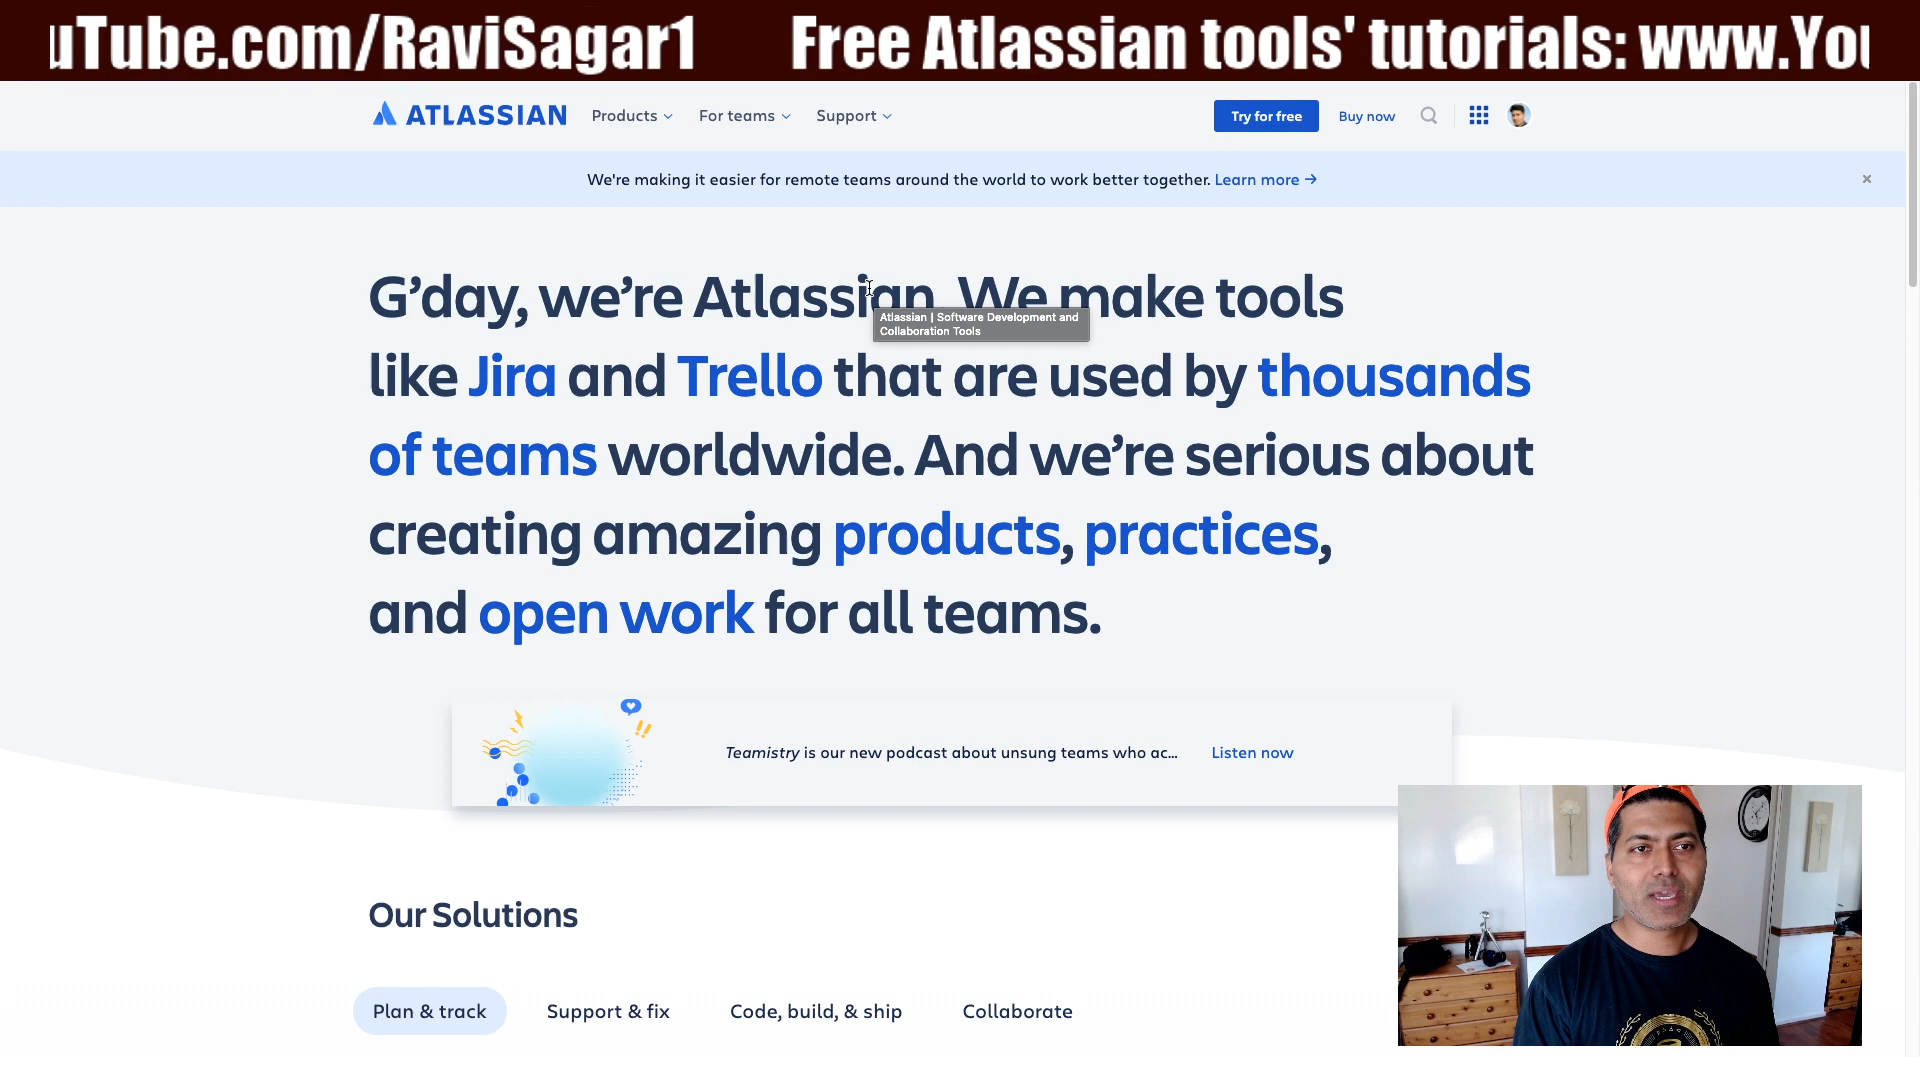 uTube.com/RaviSagar1 Free Atlassian tools' tutorials: www.You
ATLASSIAN Products For teams Support Try for free Buy now
We're making it easier for remote teams around the world to work better together. Learn more →
×
G’day, we’re Atlassian. We make tools
Atlassian | Software Development and
Collaboration Tools
like Jira and Trello that are used by thousands
of teams worldwide. And we’re serious about
creating amazing products, practices,
and open work for all teams.
Teamistry is our new podcast about unsung teams who ac... Listen now
Our Solutions
Plan & track Support & fix Code, build, & ship Collaborate